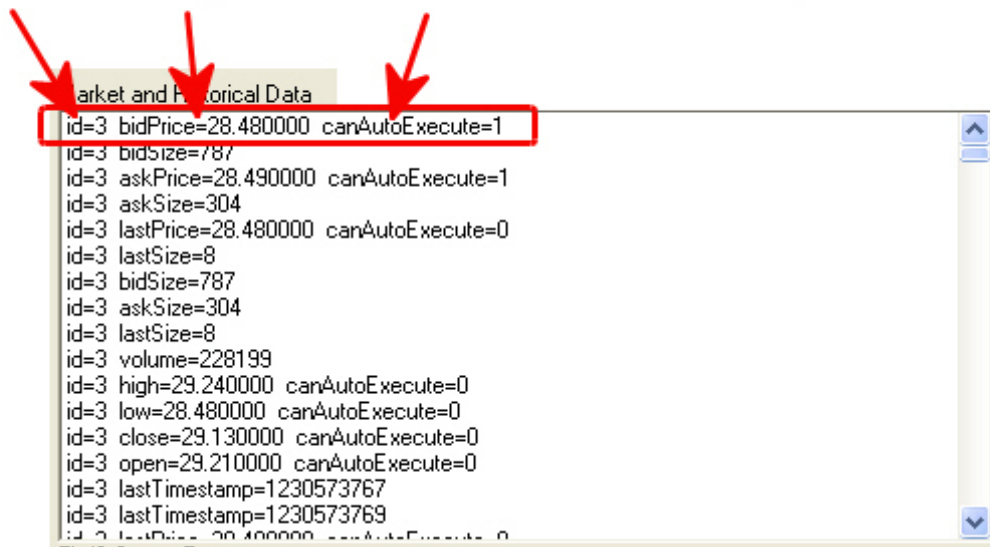 Market and Historical Data
id=3 bidPrice=28.480000 canAutoExecute=1
id=3 bidSize=787
id=3 askPrice=28.490000 canAutoExecute=1
id=3 askSize=304
id=3 lastPrice=28.480000 canAutoExecute=0
id=3 lastSize=8
id=3 bidSize=787
id=3 askSize=304
id=3 lastSize=8
id=3 volume=228199
id=3 high=29.240000 canAutoExecute=0
id=3 low=28.480000 canAutoExecute=0
id=3 close=29.130000 canAutoExecute=0
id=3 open=29.210000 canAutoExecute=0
id=3 lastTimestamp=1230573767
id=3 lastTimestamp=1230573769